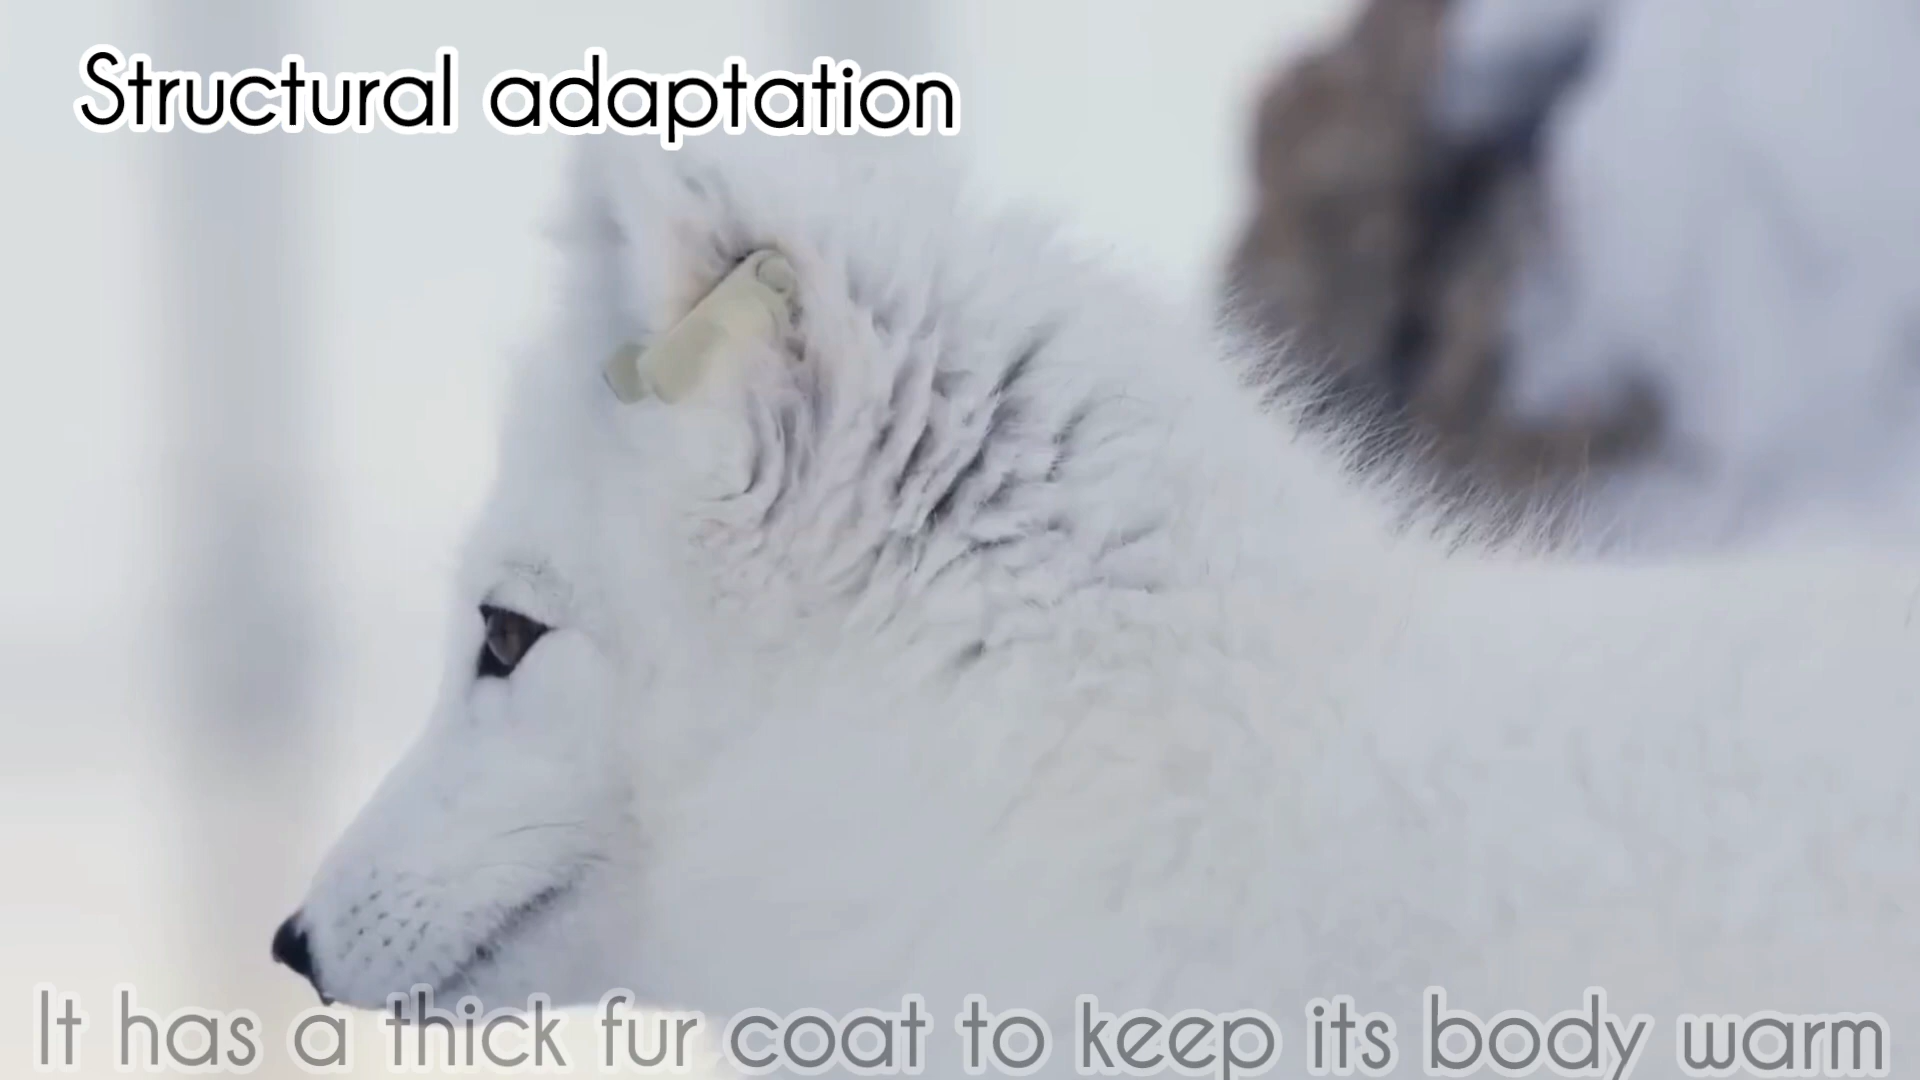 Structural adaptation
It has a thick fur coat to keep its body warm